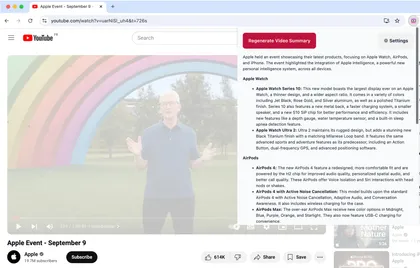 Apple Event - September 9
youtube.com/watch?v=uarNiSl_uh4&t=726s
YouTube
Search
Regenerate Video Summary
Settings
Apple held an event showcasing their latest products, focusing on Apple Watch, AirPods,
and iPhone. The event highlighted the integration of Apple Intelligence, a powerful new
personal intelligence system, across all devices.
Apple Watch
• Apple Watch Series 10: This new model boasts the largest display ever on an Apple
Watch, a thinner design, and a wider aspect ratio. It comes in a variety of colors
including Jet Black, Rose Gold, and Silver aluminum, as well as a polished Titanium
finish. Series 10 also features a new metal back, a faster charging system, a smaller
speaker, and a new S10 SIP chip for better performance and efficiency. It includes
new features like a depth gauge, water temperature sensor, and a built-in sleep
apnea detection feature.
• Apple Watch Ultra 2: Ultra 2 maintains its rugged design, but adds a stunning new
Black Titanium finish with a matching Milanese Loop band. It features the same
advanced sports and adventure features as its predecessor, including an Action
Button, dual-frequency GPS, and advanced positioning software.
AirPods
• AirPods 4: The new AirPods 4 feature a redesigned, more comfortable fit and are
powered by the H2 chip for improved audio quality, personalized spatial audio, and
better call quality. These AirPods offer Voice Isolation and Siri interactions with head
nods or shakes.
• AirPods 4 with Active Noise Cancellation: This model builds upon the standard
AirPods 4 with Active Noise Cancellation, Adaptive Audio, and Conversation
Awareness. It also includes wireless charging for the case.
• AirPods Max: The over-ear AirPods Max receive new color options in Midnight,
Blue, Purple, Orange, and Starlight. They also now feature USB-C charging for
convenience.
Apple Event - September 9
Apple
Subscribe
614K
Share
Save
Apple
Introducing iPhone 16 | Apple